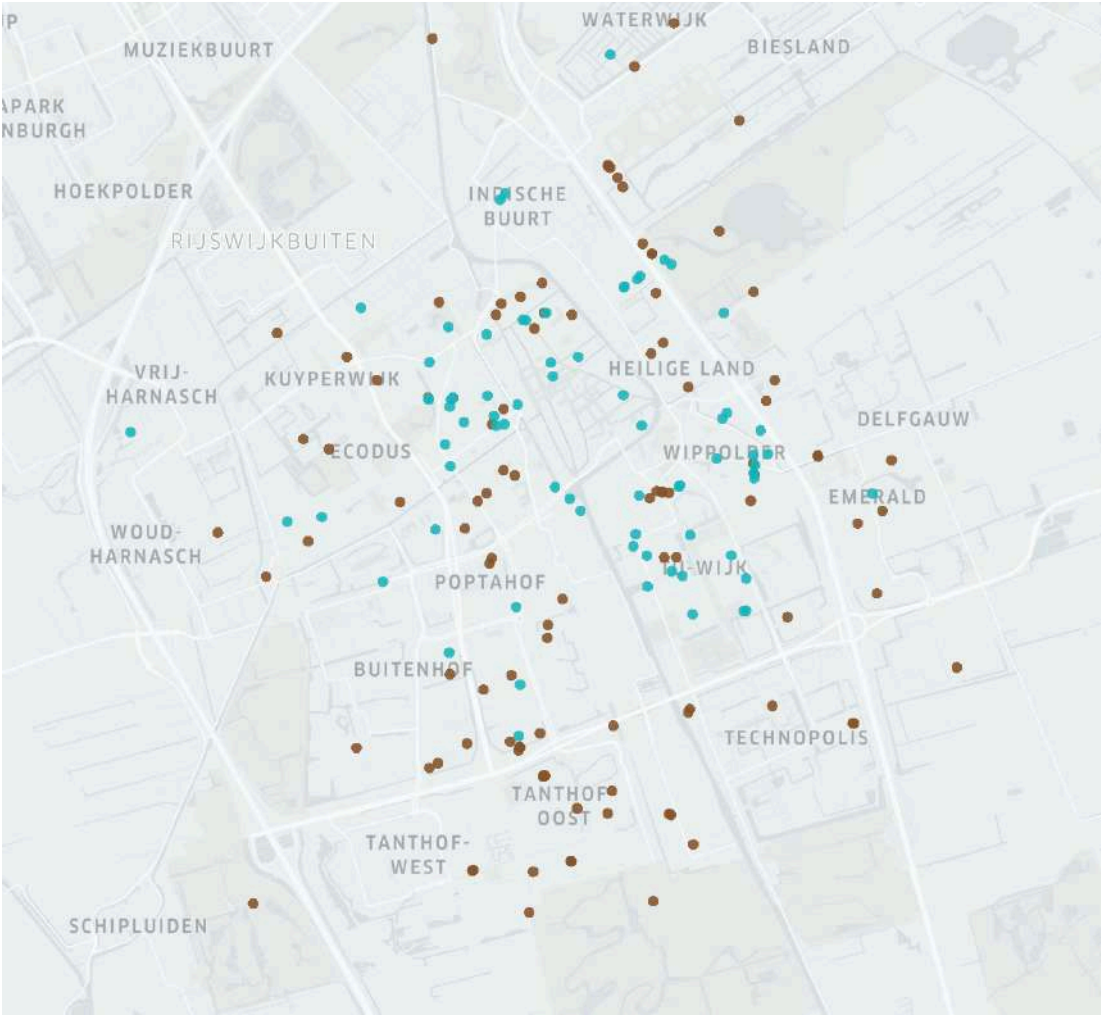 WATERWIJK
MUZIEKBUURT
BIESLAND
HOEKPOLDER
INDISCHE
BUURT
RIJSWIJKBUITEN
VRIJ-
HARNASCH
KUYPERWIJK
HEILIGE LAND
DELFGAUW
ECODUS
WIPPOLDER
EMERALD
WOUD-
HARNASCH
POPTAHOF
TU-WIJK
BUITENHOF
TECHNOPOLIS
TANTHOF
OOST
TANTHOF-
WEST
SCHIPLUIDEN